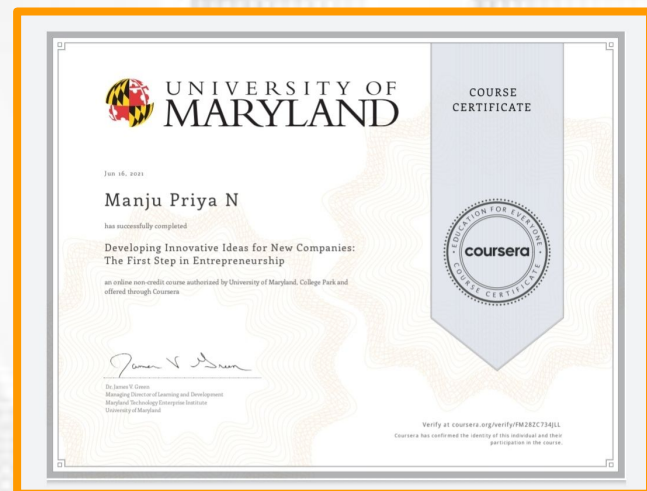 UNIVERSITY OF
MARYLAND
COURSE
CERTIFICATE
Jun 16, 2021
Manju Priya N
has successfully completed
Developing Innovative Ideas for New Companies:
The First Step in Entrepreneurship
an online non-credit course authorized by University of Maryland, College Park and
offered through Coursera
EDUCATION FOR EVERYONE
coursera
COURSE CERTIFICATE
James V Green
Dr. James V. Green
Managing Director of Learning and Development
Maryland Technology Enterprise Institute
University of Maryland
Verify at coursera.org/verify/FM28ZC734JLL
Coursera has confirmed the identity of this individual and their
participation in the course.